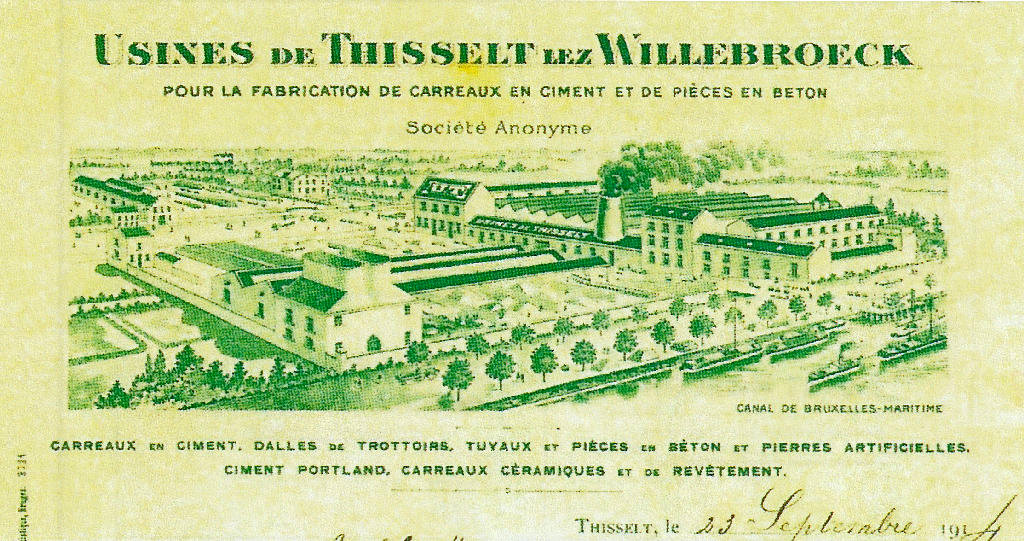 USINES DE THISSELT LEZ WILLEBROECK
POUR LA FABRICATION DE CARREAUX EN CIMENT ET DE PIÈCES EN BETON
Société Anonyme
THISSELT
CANAL DE BRUXELLES-MARITIME
CARREAUX EN CIMENT, DALLES DE TROTTOIRS, TUYAUX ET PIÈCES EN BÉTON ET PIERRES ARTIFICIELLES.
CIMENT PORTLAND, CARREAUX CÉRAMIQUES ET DE REVÊTEMENT.
THISSELT, le 23 Septembre 1914